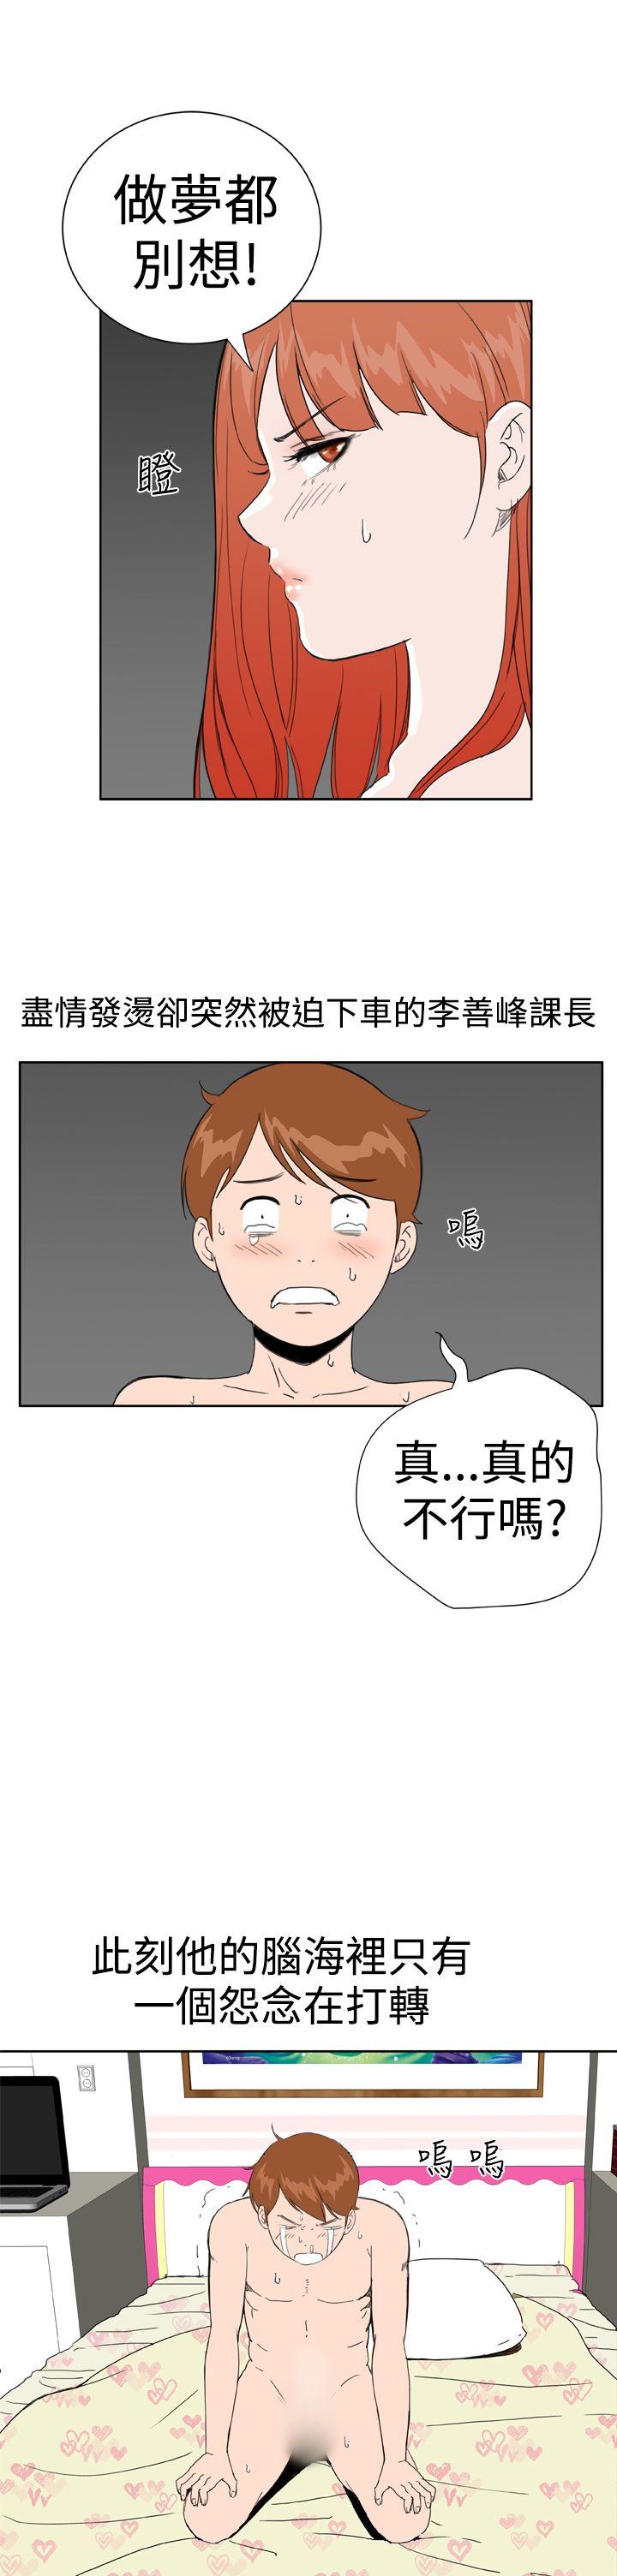 做夢都
別想!
瞪
盡情發燙卻突然被迫下車的李善峰課長
嗚
真...真的
不行嗎?
此刻他的腦海裡只有
一個怨念在打轉
嗚 嗚